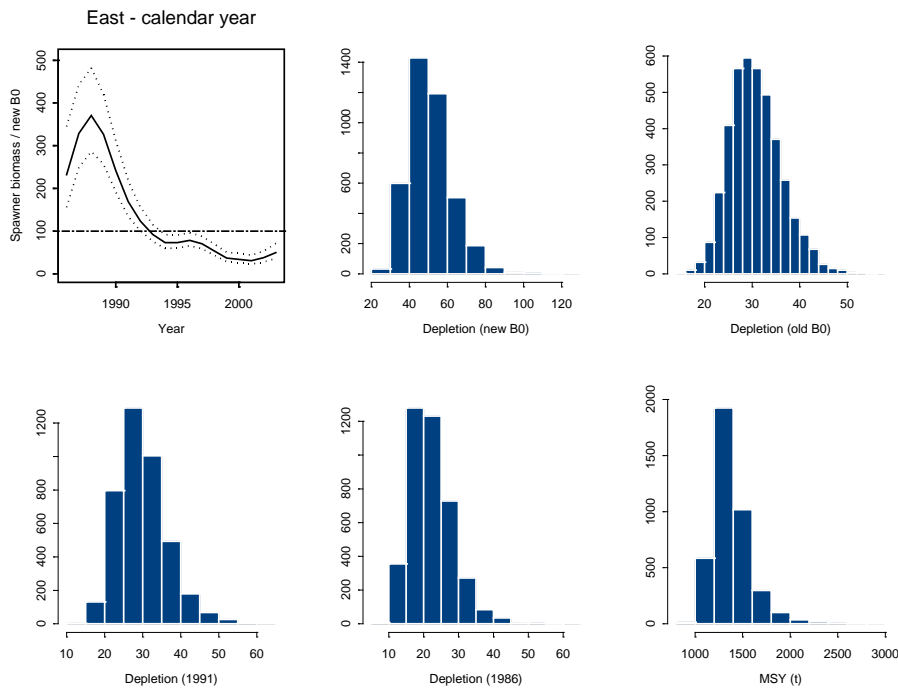 East - calendar year
Spawner biomass / new B0
0 100 200 300 400 500
1990 1995 2000
Year
0 200 600 1000 1400
20 40 60 80 100 120
Depletion (new B0)
0 100 200 300 400 500 600
20 30 40 50
Depletion (old B0)
0 200 400 600 800 1200
10 20 30 40 50 60
Depletion (1991)
0 200 400 600 800 1200
10 20 30 40 50 60
Depletion (1986)
0 500 1000 1500 2000
1000 1500 2000 2500 3000
MSY (t)